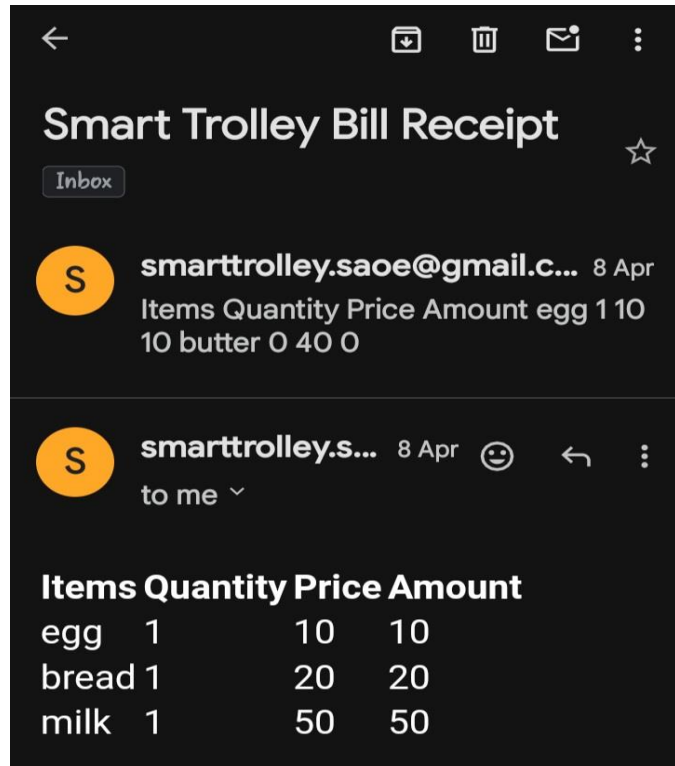 Smart Trolley Bill Receipt
Inbox
S
smarttrolley.saoe@gmail.c... 8 Apr
Items Quantity Price Amount egg 1 10
10 butter 0 40 0
S
smarttrolley.s... 8 Apr
to me
Items Quantity Price Amount
egg 1 10 10
bread 1 20 20
milk 1 50 50